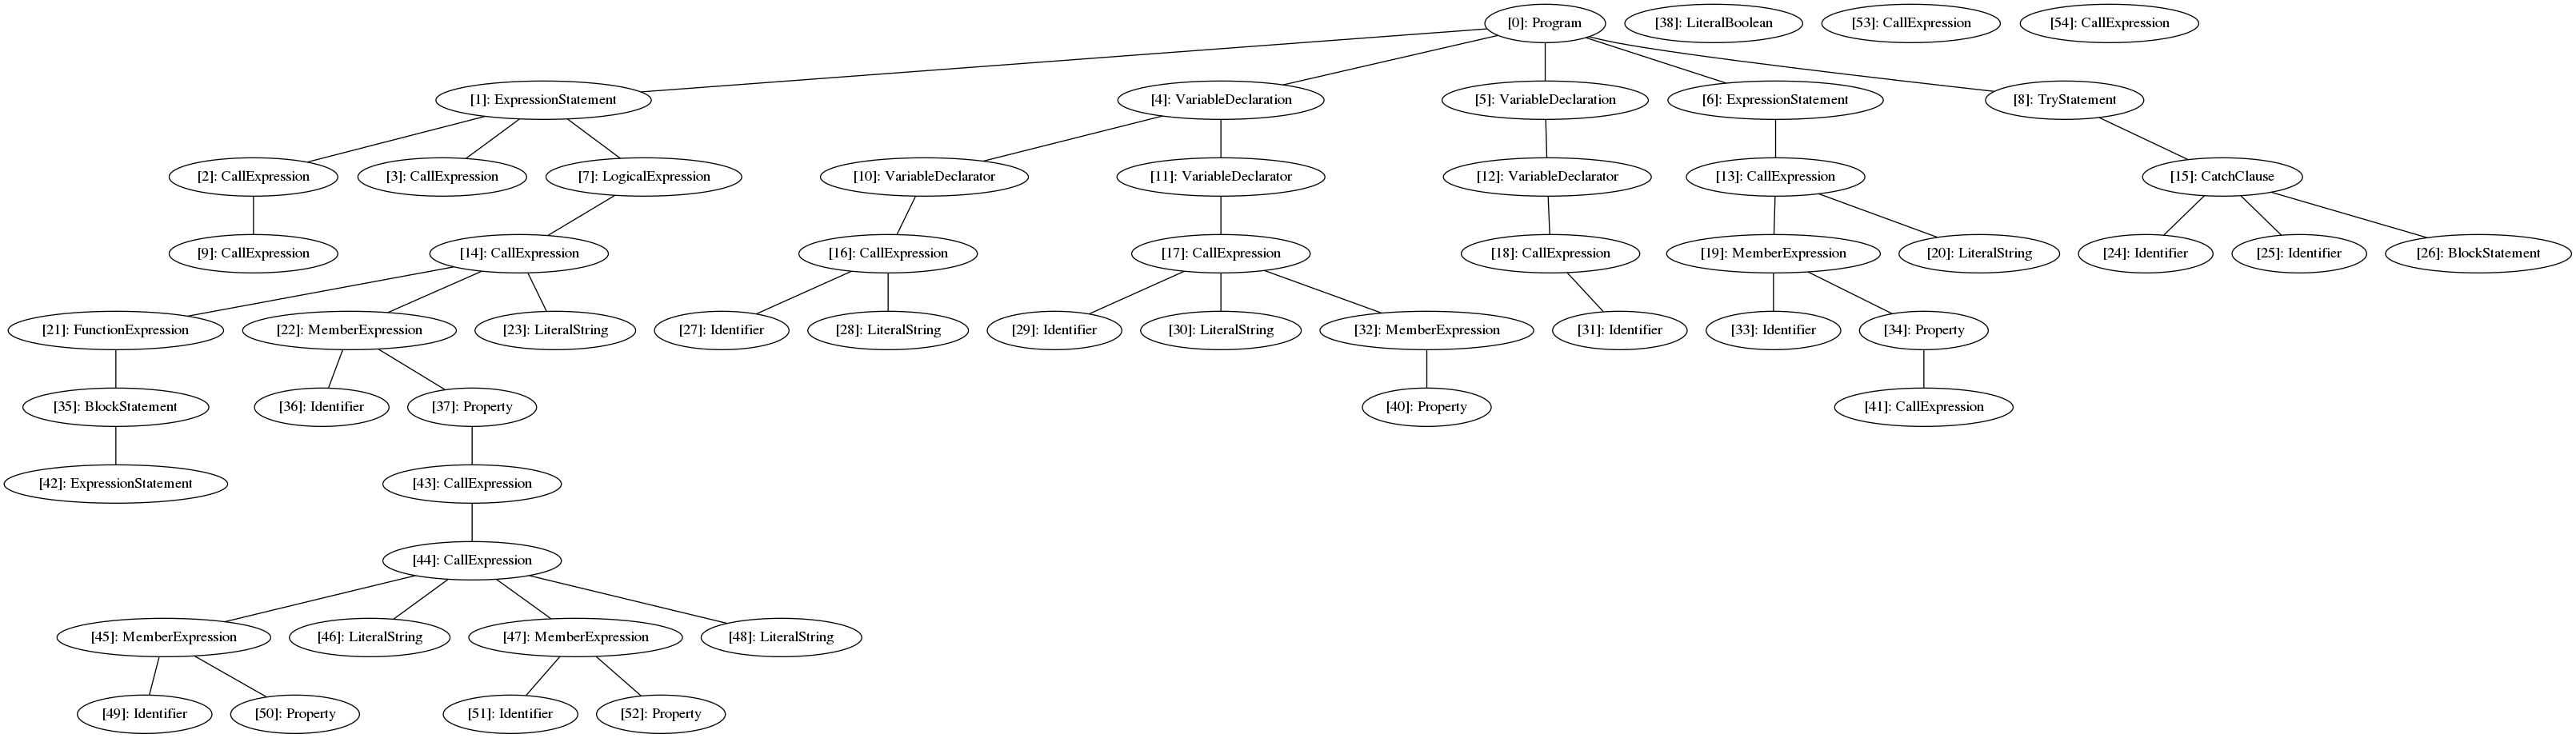 [0]: Program
[38]: LiteralBoolean
[53]: CallExpression
[54]: CallExpression
[1]: ExpressionStatement
[4]: VariableDeclaration
[5]: VariableDeclaration
[6]: ExpressionStatement
[8]: TryStatement
[2]: CallExpression
[3]: CallExpression
[7]: LogicalExpression
[10]: VariableDeclarator
[11]: VariableDeclarator
[12]: VariableDeclarator
[13]: CallExpression
[15]: CatchClause
[9]: CallExpression
[14]: CallExpression
[16]: CallExpression
[17]: CallExpression
[18]: CallExpression
[19]: MemberExpression
[20]: LiteralString
[24]: Identifier
[25]: Identifier
[26]: BlockStatement
[21]: FunctionExpression
[22]: MemberExpression
[23]: LiteralString
[27]: Identifier
[28]: LiteralString
[29]: Identifier
[30]: LiteralString
[32]: MemberExpression
[31]: Identifier
[33]: Identifier
[34]: Property
[35]: BlockStatement
[36]: Identifier
[37]: Property
[40]: Property
[41]: CallExpression
[42]: ExpressionStatement
[43]: CallExpression
[44]: CallExpression
[45]: MemberExpression
[46]: LiteralString
[47]: MemberExpression
[48]: LiteralString
[49]: Identifier
[50]: Property
[51]: Identifier
[52]: Property